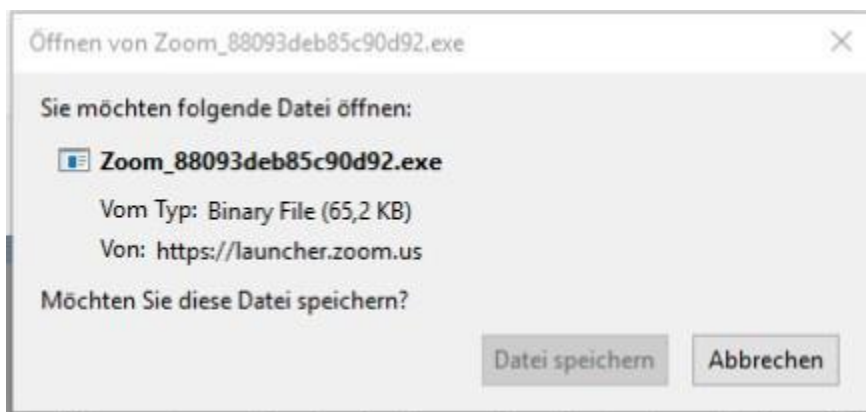 Öffnen von Zoom_88093deb85c90d92.exe
Sie möchten folgende Datei öffnen:
Zoom_88093deb85c90d92.exe
Vom Typ: Binary File (65,2 KB)
Von: https://launcher.zoom.us
Möchten Sie diese Datei speichern?
Datei speichern Abbrechen